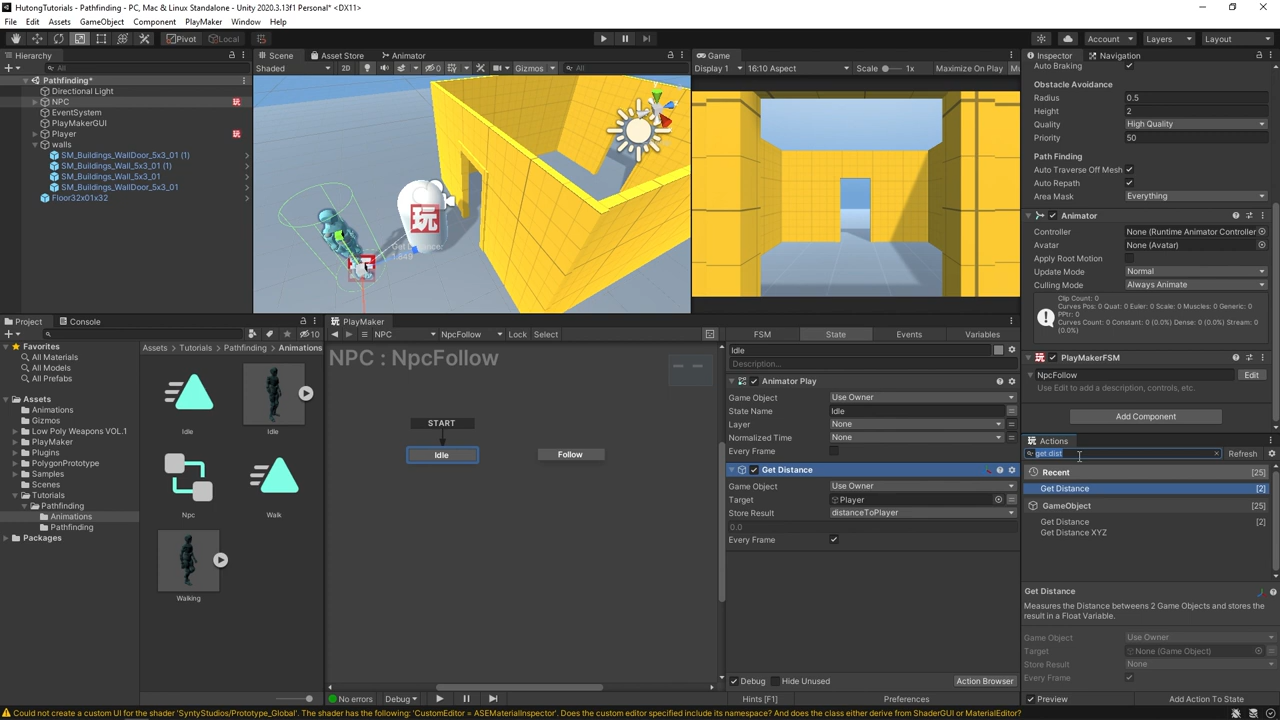 HutongTutorials - Pathfinding - PC, Mac & Linux Standalone - Unity 2020.3.13f1 Personal* <DX11>
File Edit Assets GameObject Component PlayMaker Window Help
Pivot Local Account Layers Layout
Hierarchy
All
Pathfinding*
Directional Light
NPC
EventSystem
PlayMakerGUI
Player
walls
SM_Buildings_WallDoor_5x3_01 (1)
SM_Buildings_Wall_5x3_01 (1)
SM_Buildings_Wall_5x3_01
SM_Buildings_WallDoor_5x3_01
Floor32x01x32
Scene Asset Store Animator
Shaded 2D 0 Gizmos All
玩
Get Distance:
1.849
Game
Display 1 16:10 Aspect Scale 1x Maximize On Play Mu
Project Console
10
Favorites
All Materials
All Models
All Prefabs
Assets
Animations
Gizmos
Low Poly Weapons VOL.1
PlayMaker
Plugins
PolygonPrototype
Samples
Scenes
Tutorials
Pathfinding
Animations
Pathfinding
Packages
Assets Tutorials Pathfinding Animations
Idle
Idle
Npc
Walk
Walking
PlayMaker
NPC NpcFollow Lock Select
NPC : NpcFollow
START
Idle
Follow
No errors Debug
FSM State Events Variables
Idle
Description...
Animator Play
Game Object Use Owner
State Name Idle
Layer None
Normalized Time None
Every Frame
Get Distance
Game Object Use Owner
Target Player
Store Result distanceToPlayer
0.0
Every Frame
Debug Hide Unused Action Browser
Hints [F1] Preferences
Inspector Navigation
Auto Braking
Obstacle Avoidance
Radius 0.5
Height 2
Quality High Quality
Priority 50
Path Finding
Auto Traverse Off Mesh
Auto Repath
Area Mask Everything
Animator
Controller None (Runtime Animator Controller
Avatar None (Avatar)
Apply Root Motion
Update Mode Normal
Culling Mode Always Animate
Clip Count: 0
Curves Pos: 0 Quat: 0 Euler: 0 Scale: 0 Muscles: 0 Generic: 0
PPtr: 0
Curves Count: 0 Constant: 0 (0.0%) Dense: 0 (0.0%) Stream: 0
(0.0%)
PlayMakerFSM
NpcFollow Edit
Use Edit to add a description, controls, etc.
Add Component
Actions
get dist Refresh
Recent [25]
Get Distance [2]
GameObject [25]
Get Distance [2]
Get Distance XYZ
Get Distance
Measures the Distance betweens 2 Game Objects and stores the
result in a Float Variable.
Game Object Use Owner
Target None (Game Object)
Store Result None
Every Frame
Preview Add Action To State
Could not create a custom UI for the shader 'SyntyStudios/Prototype_Global'. The shader has the following: 'CustomEditor = ASEMaterialInspector'. Does the custom editor specified include its namespace? And does the class either derive from ShaderGUI or MaterialEditor?